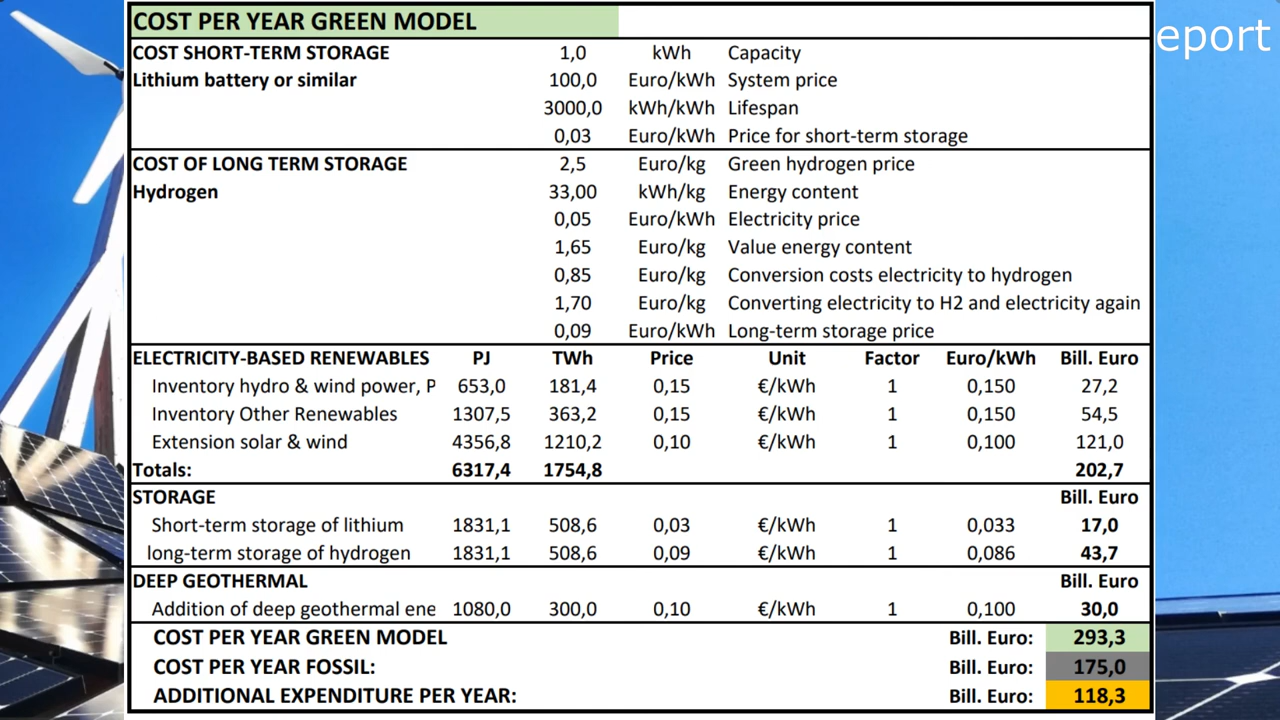 COST PER YEAR GREEN MODEL
eport
COST SHORT-TERM STORAGE 1,0 kWh Capacity
Lithium battery or similar 100,0 Euro/kWh System price
3000,0 kWh/kWh Lifespan
0,03 Euro/kWh Price for short-term storage
COST OF LONG TERM STORAGE 2,5 Euro/kg Green hydrogen price
Hydrogen 33,00 kWh/kg Energy content
0,05 Euro/kWh Electricity price
1,65 Euro/kg Value energy content
0,85 Euro/kg Conversion costs electricity to hydrogen
1,70 Euro/kg Converting electricity to H2 and electricity again
0,09 Euro/kWh Long-term storage price
ELECTRICITY-BASED RENEWABLES PJ TWh Price Unit Factor Euro/kWh Bill. Euro
Inventory hydro & wind power, P 653,0 181,4 0,15 €/kWh 1 0,150 27,2
Inventory Other Renewables 1307,5 363,2 0,15 €/kWh 1 0,150 54,5
Extension solar & wind 4356,8 1210,2 0,10 €/kWh 1 0,100 121,0
Totals: 6317,4 1754,8 202,7
STORAGE Bill. Euro
Short-term storage of lithium 1831,1 508,6 0,03 €/kWh 1 0,033 17,0
long-term storage of hydrogen 1831,1 508,6 0,09 €/kWh 1 0,086 43,7
DEEP GEOTHERMAL Bill. Euro
Addition of deep geothermal ene 1080,0 300,0 0,10 €/kWh 1 0,100 30,0
COST PER YEAR GREEN MODEL Bill. Euro: 293,3
COST PER YEAR FOSSIL: Bill. Euro: 175,0
ADDITIONAL EXPENDITURE PER YEAR: Bill. Euro: 118,3